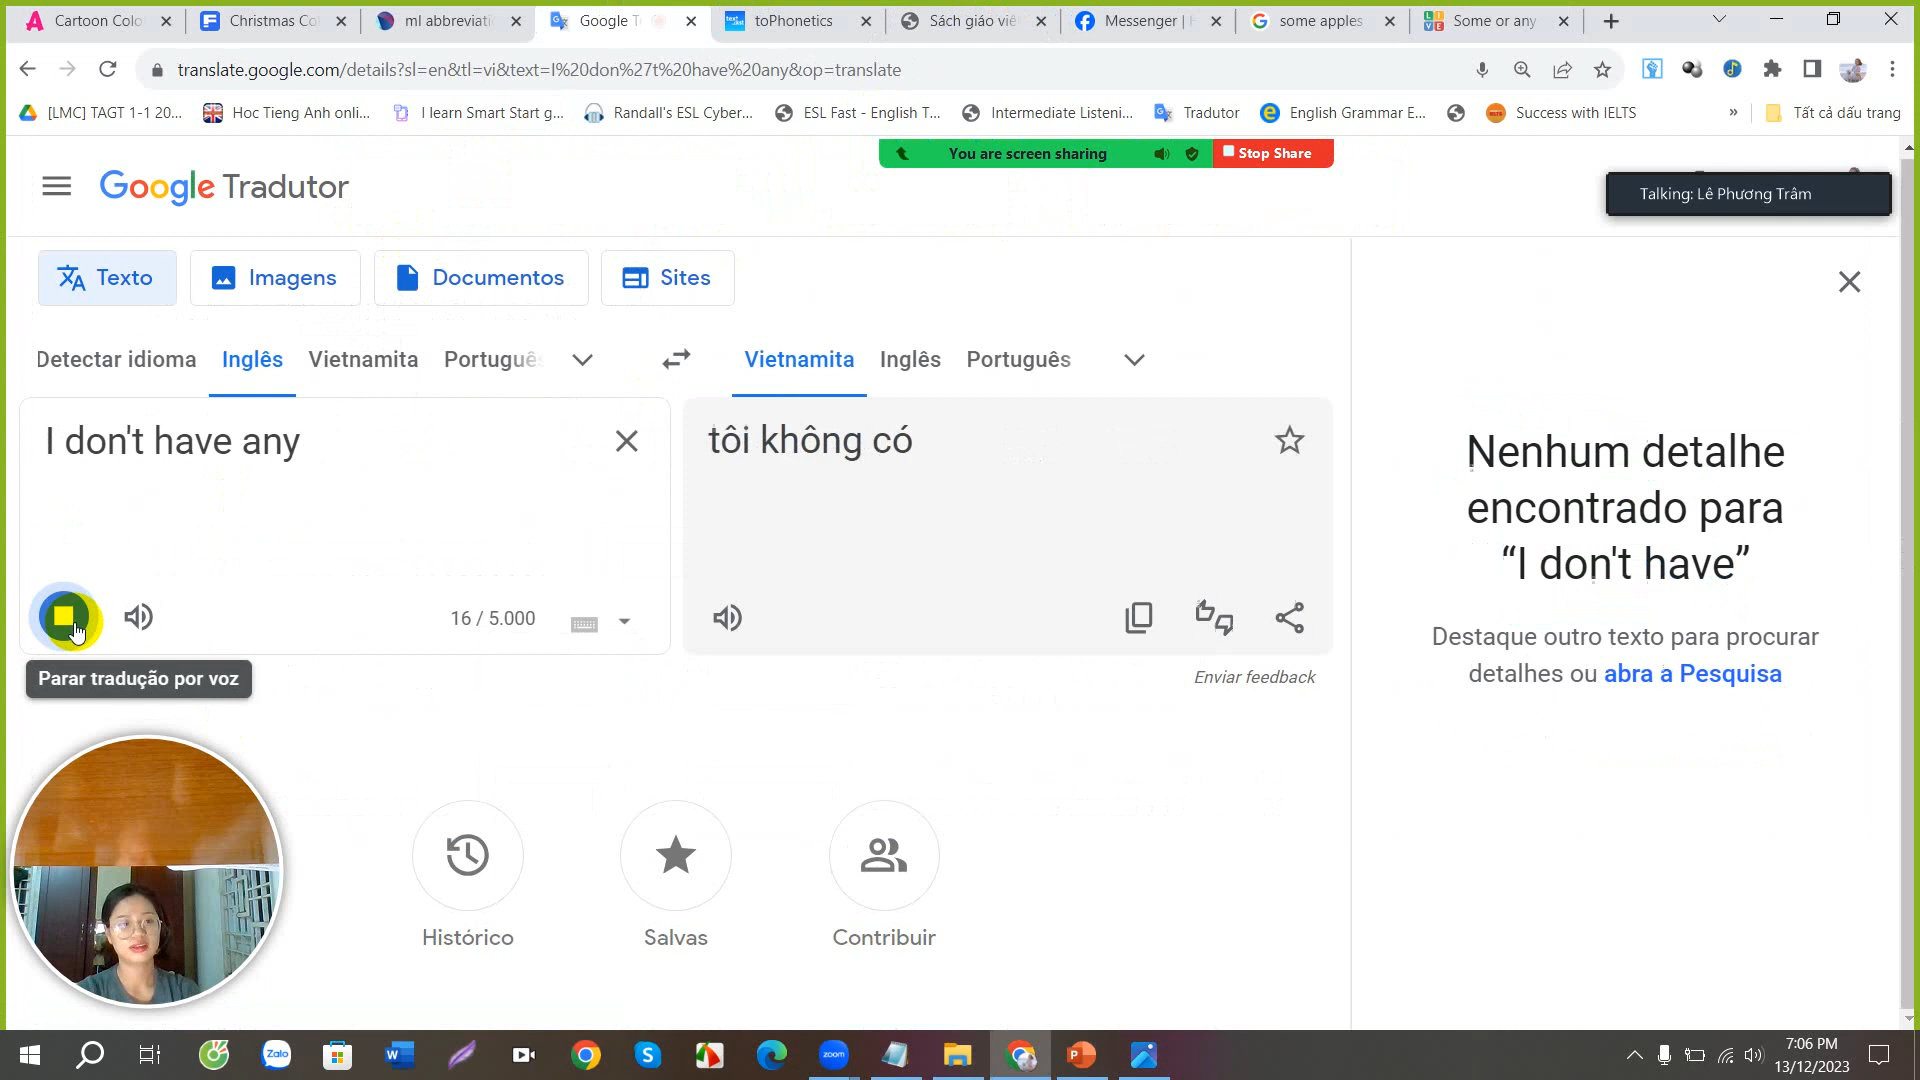 Cartoon Colo
Christmas Co
ml abbreviati
Google T
toPhonetics
Sách giáo viê
Messenger |
some apples
Some or any
translate.google.com/details?sl=en&tl=vi&text=I%20don%27t%20have%20any&op=translate
[LMC] TAGT 1-1 20...
Hoc Tieng Anh onli...
I learn Smart Start g...
Randall's ESL Cyber...
ESL Fast - English T...
Intermediate Listeni...
Tradutor
English Grammar E...
Success with IELTS
»
Tất cả dấu trang
You are screen sharing
Stop Share
Google Tradutor
Talking: Lê Phương Trâm
Texto
Imagens
Documentos
Sites
Detectar idioma
Inglês
Vietnamita
Português
Vietnamita
Inglês
Português
I don't have any
tôi không có
16 / 5.000
Parar tradução por voz
Enviar feedback
Nenhum detalhe
encontrado para
“I don't have”
Destaque outro texto para procurar
detalhes ou abra a Pesquisa
Histórico
Salvas
Contribuir
Zalo
zoom
7:06 PM
13/12/2023